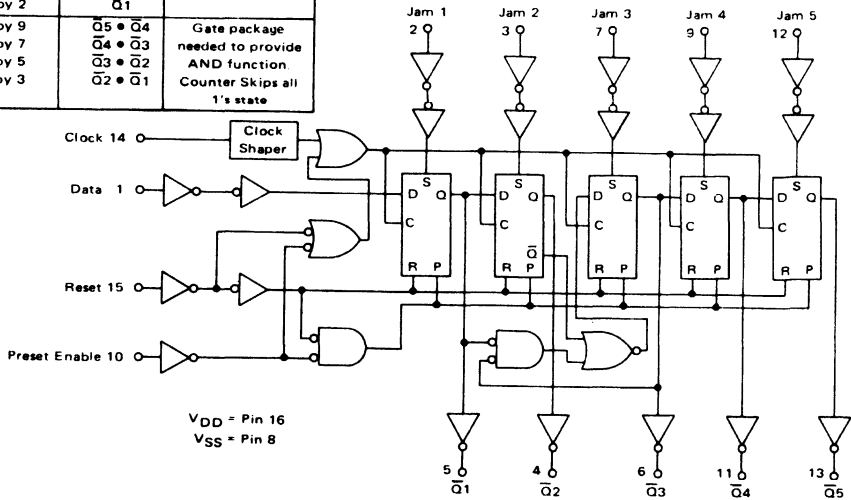 by 2 Q1
by 9 Q̅5 • Q̅4 Gate package
by 7 Q̅4 • Q̅3 needed to provide
by 5 Q̅3 • Q̅2 AND function.
by 3 Q̅2 • Q̅1 Counter Skips all
1's state
Jam 1 Jam 2 Jam 3 Jam 4 Jam 5
2 3 7 9 12
Clock 14 Clock
Shaper
S S S S S
Data 1 D Q D Q D Q D Q D Q
C C C C C
Q̅
R P R P R P R P R P
Reset 15
Preset Enable 10
VDD = Pin 16
VSS = Pin 8
5 4 6 11 13
Q̅1 Q̅2 Q̅3 Q̅4 Q̅5